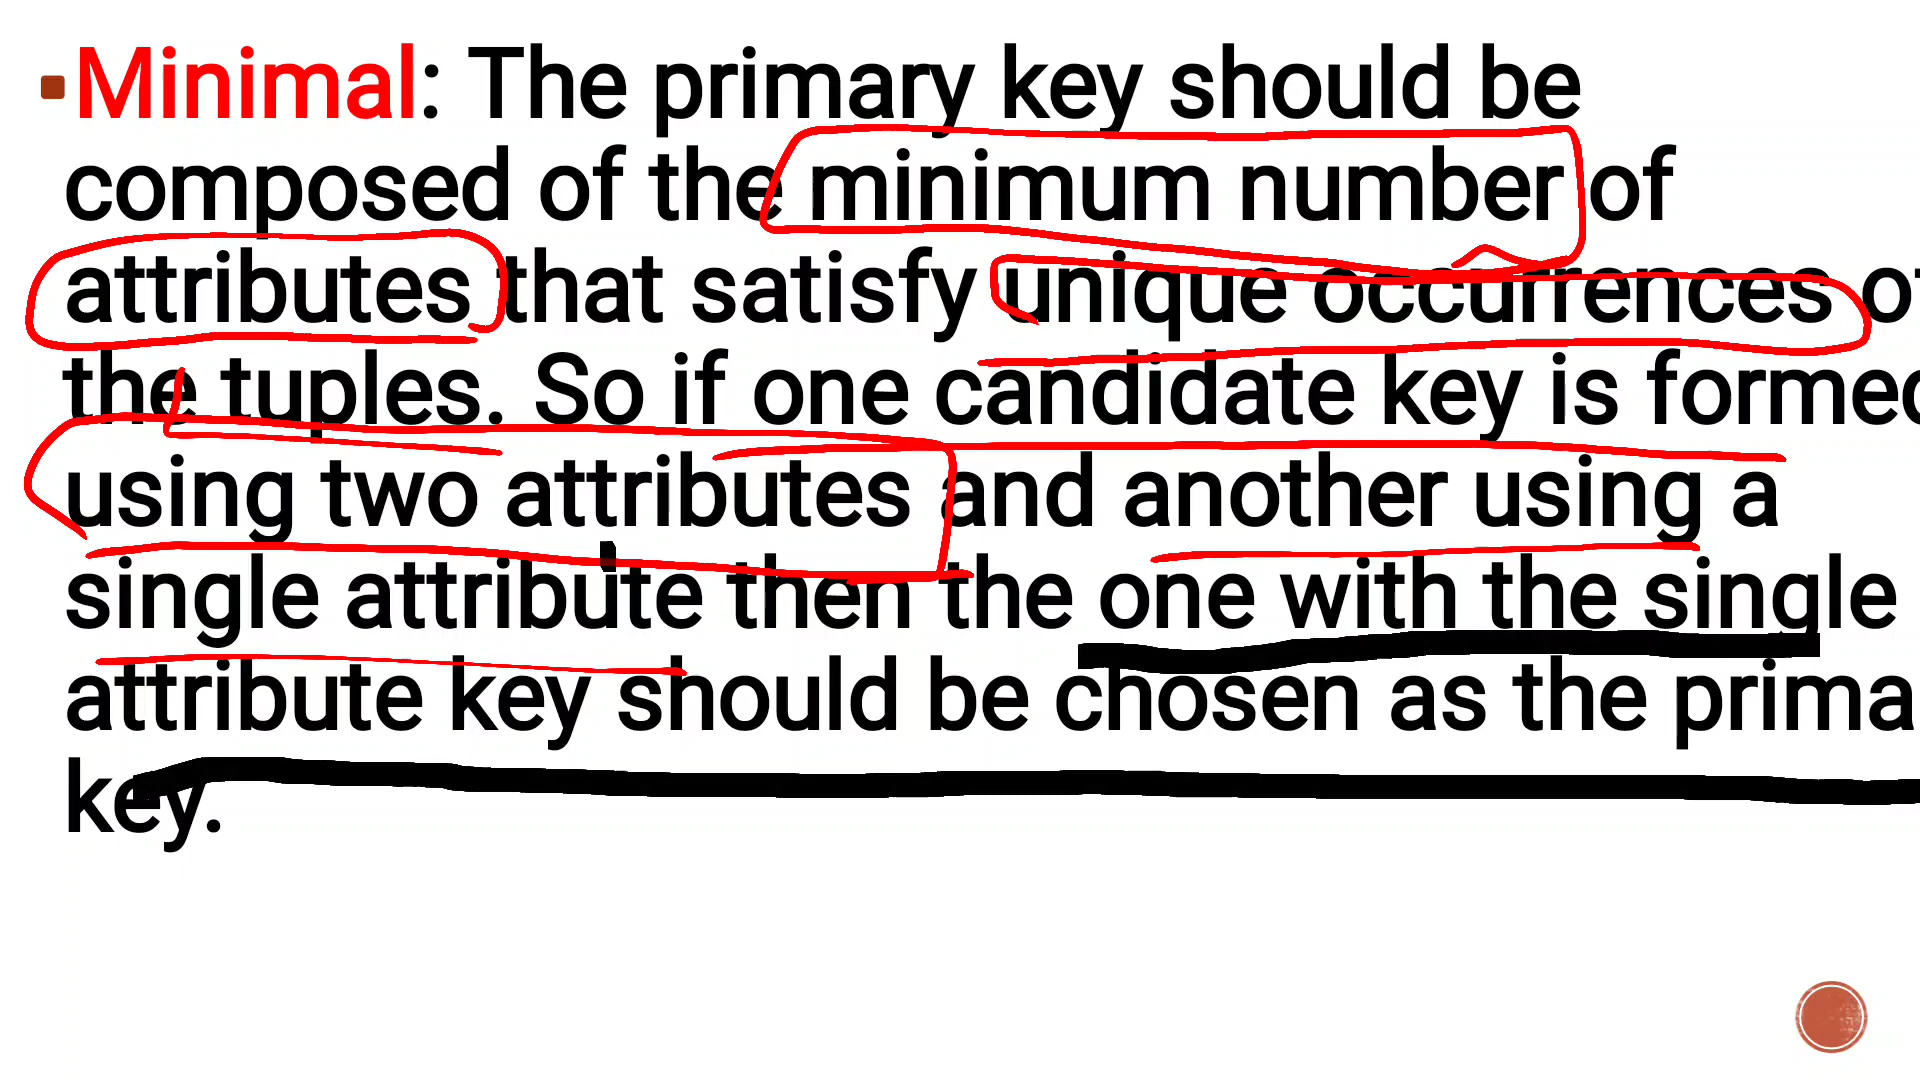 ▪Minimal: The primary key should be
composed of the minimum number of
attributes that satisfy unique occurrences of
the tuples. So if one candidate key is formed
using two attributes and another using a
single attribute then the one with the single
attribute key should be chosen as the prima
key.